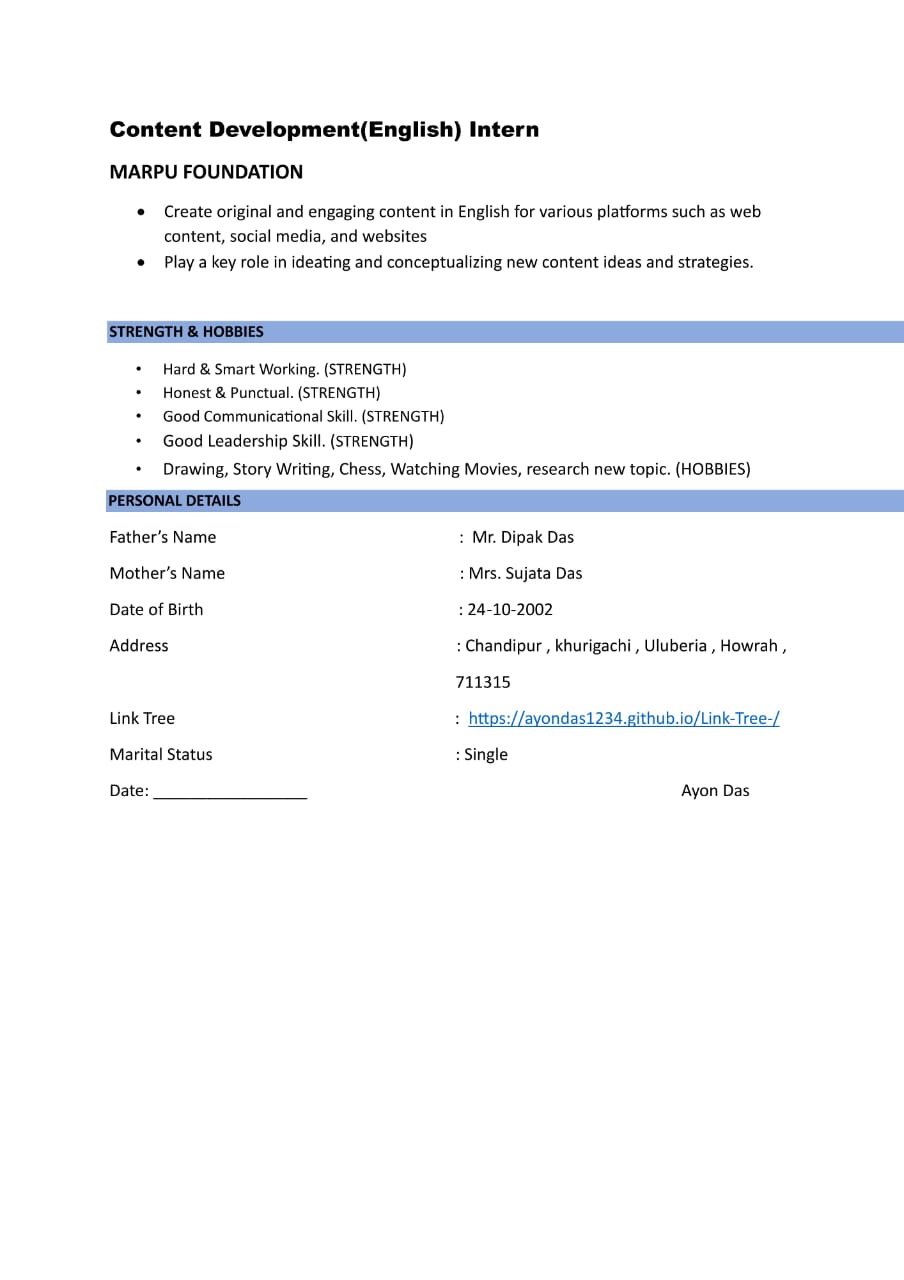 Content Development(English) Intern
MARPU FOUNDATION
• Create original and engaging content in English for various platforms such as web
content, social media, and websites
• Play a key role in ideating and conceptualizing new content ideas and strategies.
STRENGTH & HOBBIES
• Hard & Smart Working. (STRENGTH)
• Honest & Punctual. (STRENGTH)
• Good Communicational Skill. (STRENGTH)
• Good Leadership Skill. (STRENGTH)
• Drawing, Story Writing, Chess, Watching Movies, research new topic. (HOBBIES)
PERSONAL DETAILS
Father’s Name : Mr. Dipak Das
Mother’s Name : Mrs. Sujata Das
Date of Birth : 24-10-2002
Address : Chandipur , khurigachi , Uluberia , Howrah ,
711315
Link Tree : https://ayondas1234.github.io/Link-Tree-/
Marital Status : Single
Date: __________________ Ayon Das